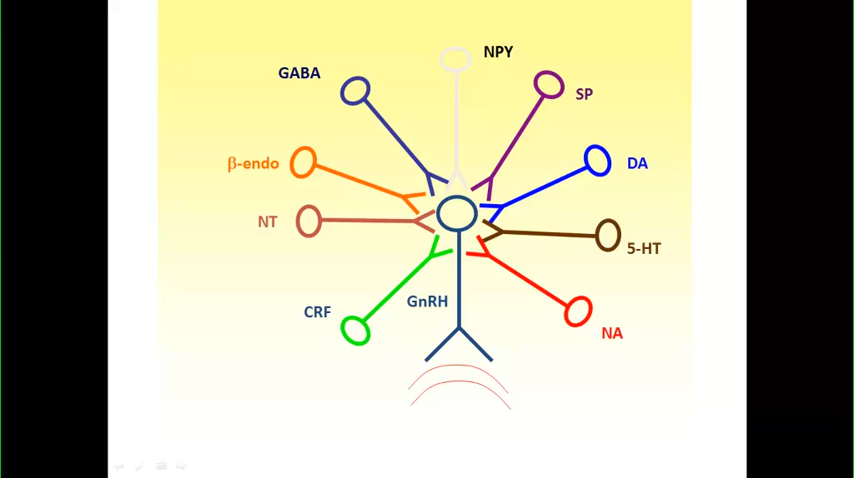 NPY
GABA
SP
β-endo
DA
NT
5-HT
CRF
GnRH
NA